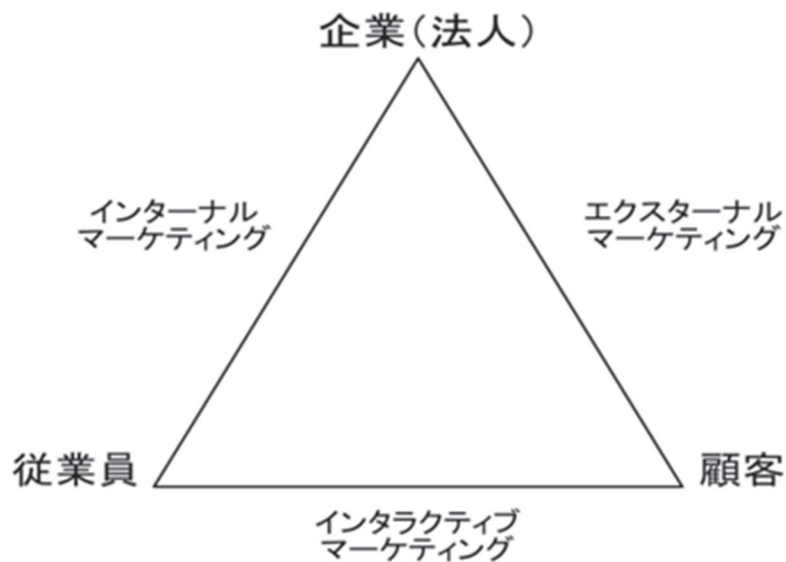 企業(法人)
インターナル
マーケティング
エクスターナル
マーケティング
従業員
顧客
インタラクティブ
マーケティング